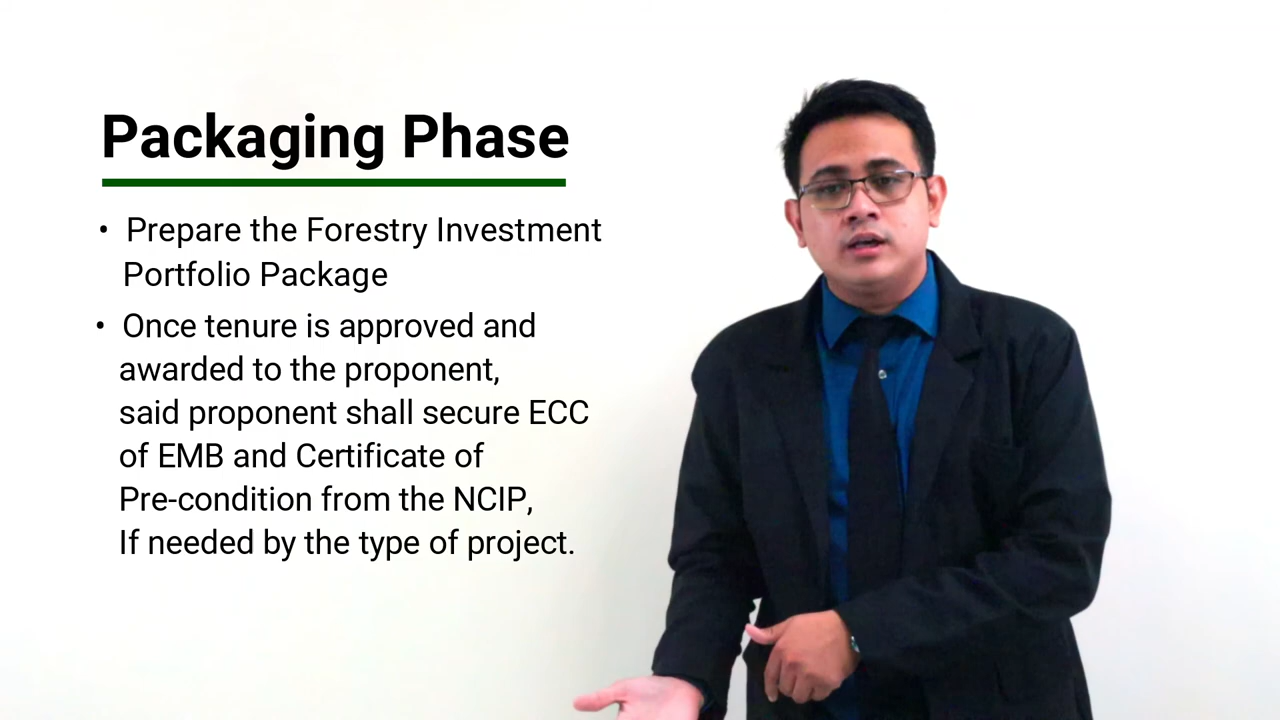 Packaging Phase
• Prepare the Forestry Investment
Portfolio Package
• Once tenure is approved and
awarded to the proponent,
said proponent shall secure ECC
of EMB and Certificate of
Pre-condition from the NCIP,
If needed by the type of project.